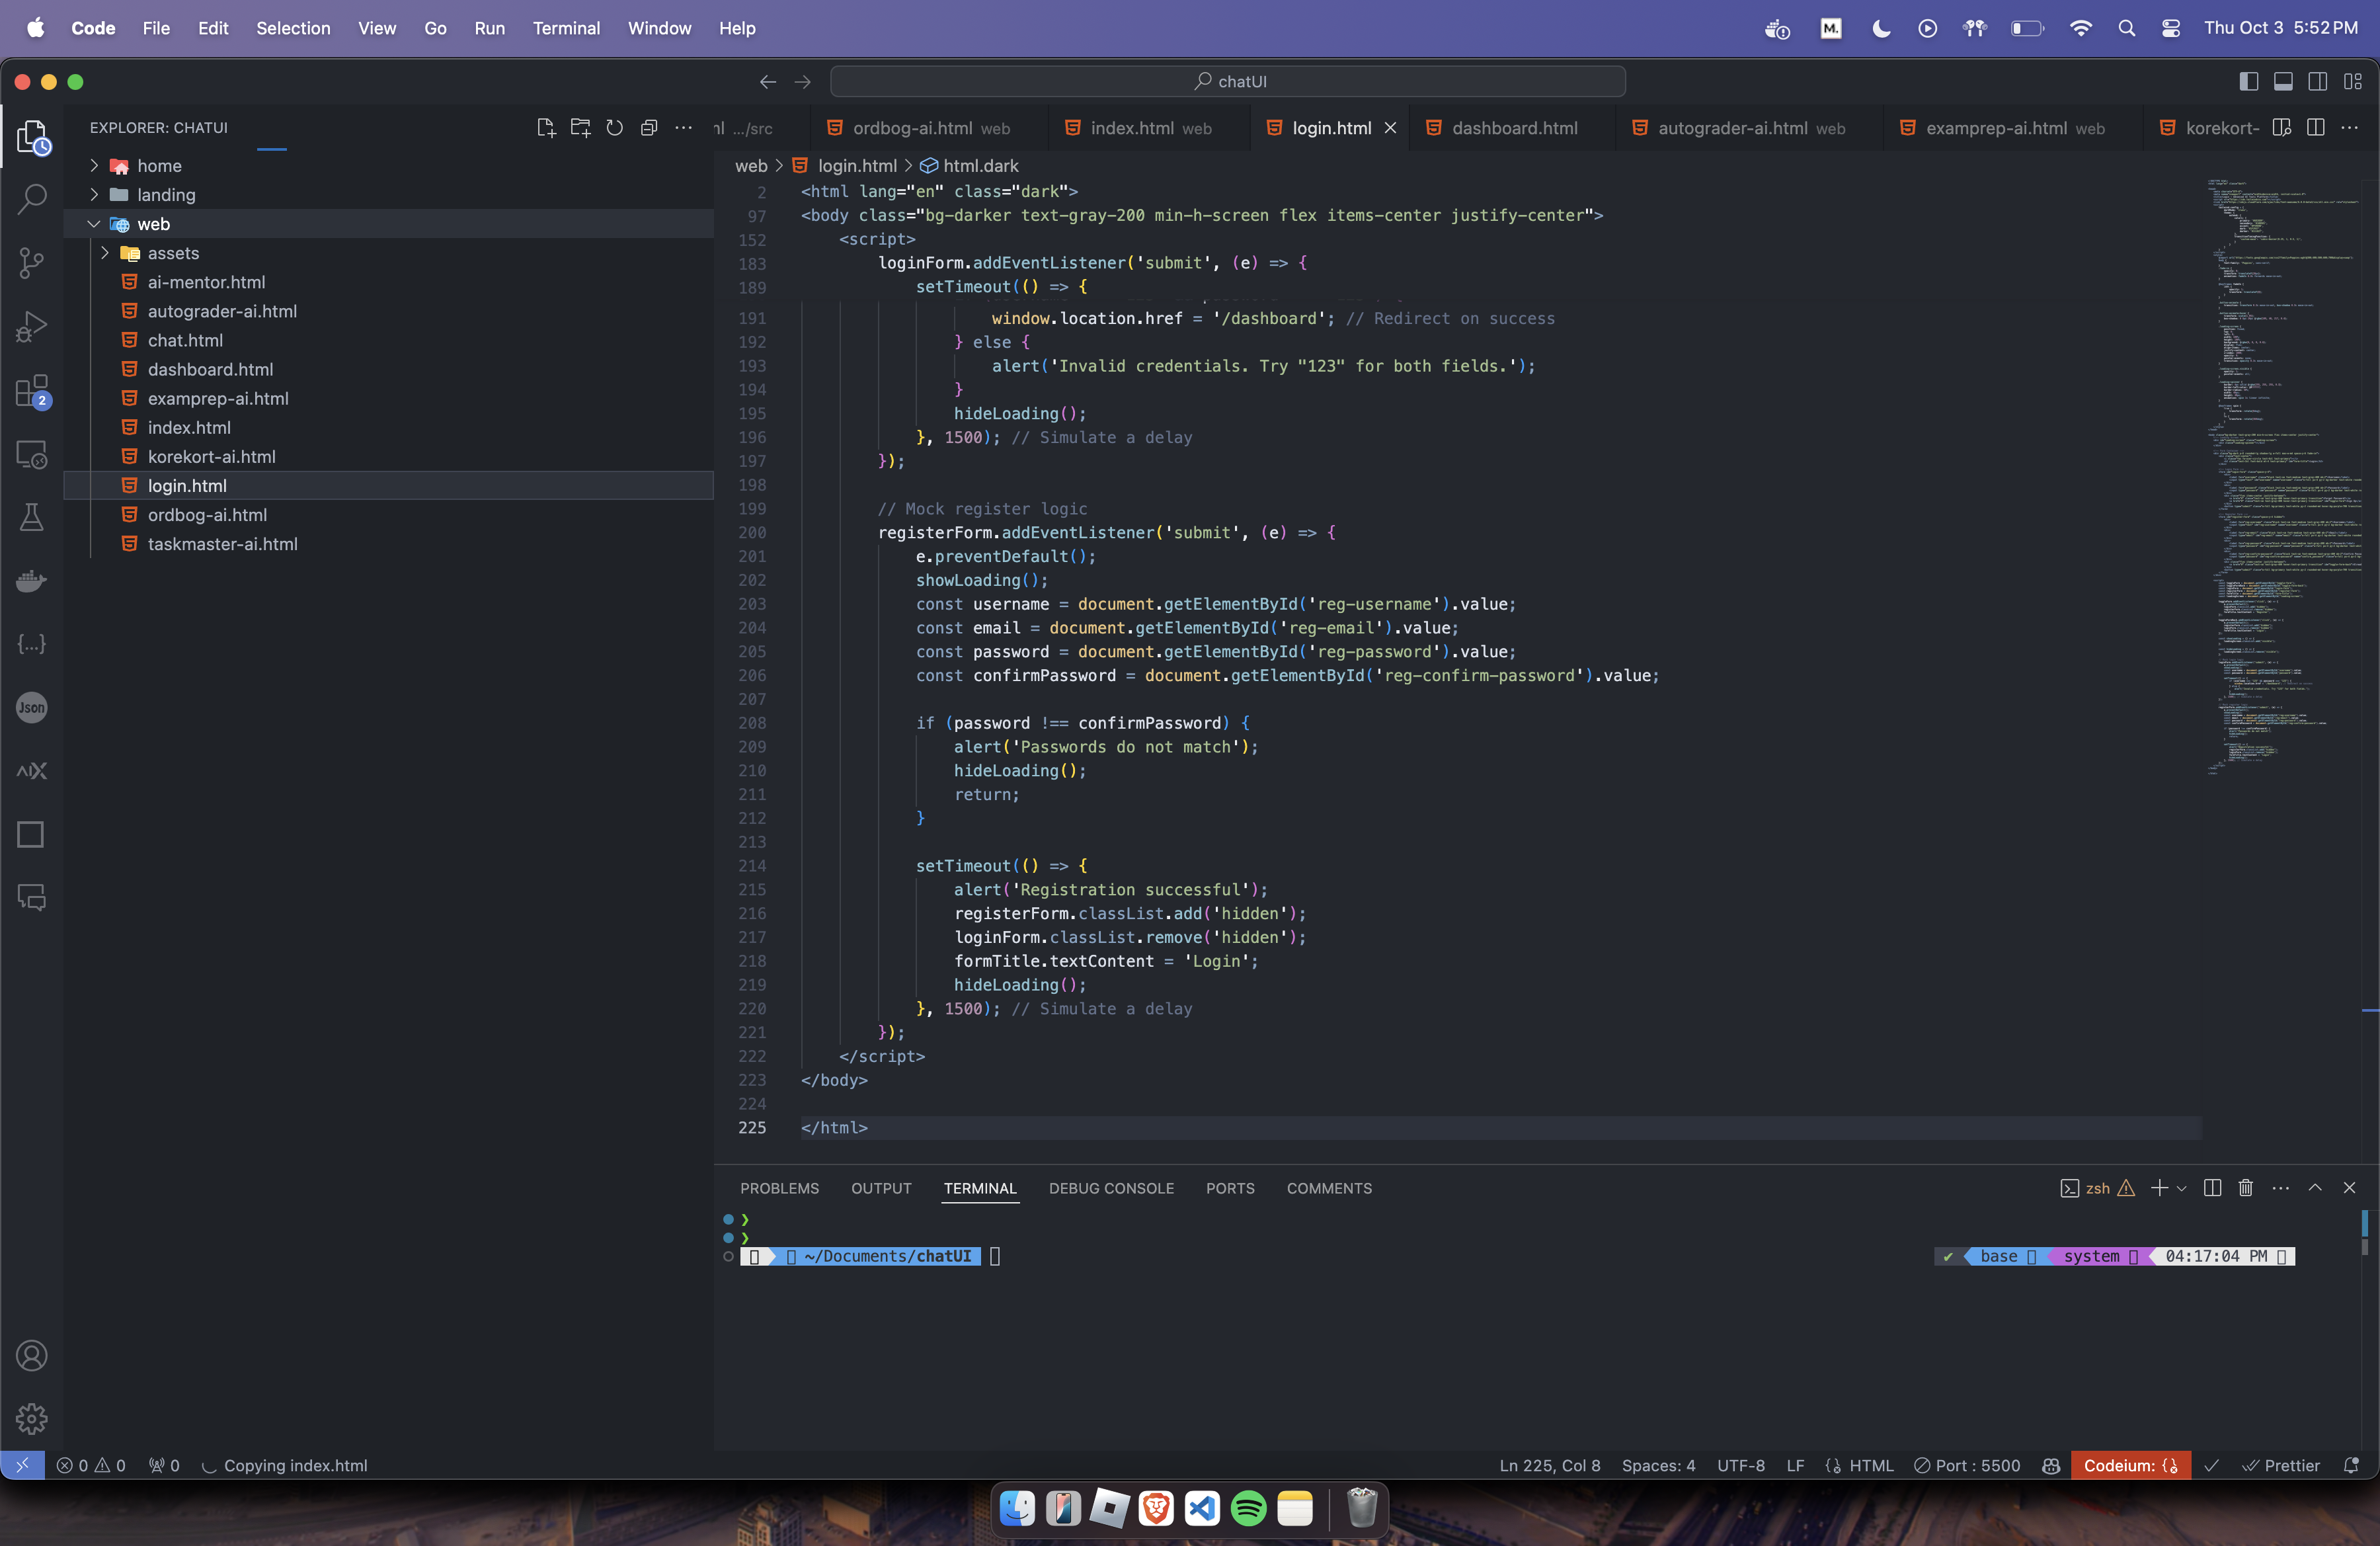 Code File Edit Selection View Go Run Terminal Window Help
M.
Thu Oct 3 5:52 PM
chatUI
EXPLORER: CHATUI
home
landing
web
assets
ai-mentor.html
autograder-ai.html
chat.html
dashboard.html
examprep-ai.html
index.html
korekort-ai.html
login.html
ordbog-ai.html
taskmaster-ai.html
2
Json
ml .../src ordbog-ai.html web index.html web login.html dashboard.html autograder-ai.html web examprep-ai.html web korekort-
web > login.html > html.dark
2 <html lang="en" class="dark">
97 <body class="bg-darker text-gray-200 min-h-screen flex items-center justify-center">
152 <script>
183 loginForm.addEventListener('submit', (e) => {
189 setTimeout(() => {
191 window.location.href = '/dashboard'; // Redirect on success
192 } else {
193 alert('Invalid credentials. Try "123" for both fields.');
194 }
195 hideLoading();
196 }, 1500); // Simulate a delay
197 });
198
199 // Mock register logic
200 registerForm.addEventListener('submit', (e) => {
201 e.preventDefault();
202 showLoading();
203 const username = document.getElementById('reg-username').value;
204 const email = document.getElementById('reg-email').value;
205 const password = document.getElementById('reg-password').value;
206 const confirmPassword = document.getElementById('reg-confirm-password').value;
207
208 if (password !== confirmPassword) {
209 alert('Passwords do not match');
210 hideLoading();
211 return;
212 }
213
214 setTimeout(() => {
215 alert('Registration successful');
216 registerForm.classList.add('hidden');
217 loginForm.classList.remove('hidden');
218 formTitle.textContent = 'Login';
219 hideLoading();
220 }, 1500); // Simulate a delay
221 });
222 </script>
223 </body>
224
225 </html>
PROBLEMS OUTPUT TERMINAL DEBUG CONSOLE PORTS COMMENTS
zsh
~/Documents/chatUI
✔ base system 04:17:04 PM
0 0 0 Copying index.html
Ln 225, Col 8 Spaces: 4 UTF-8 LF HTML Port : 5500 Codeium: {} Prettier